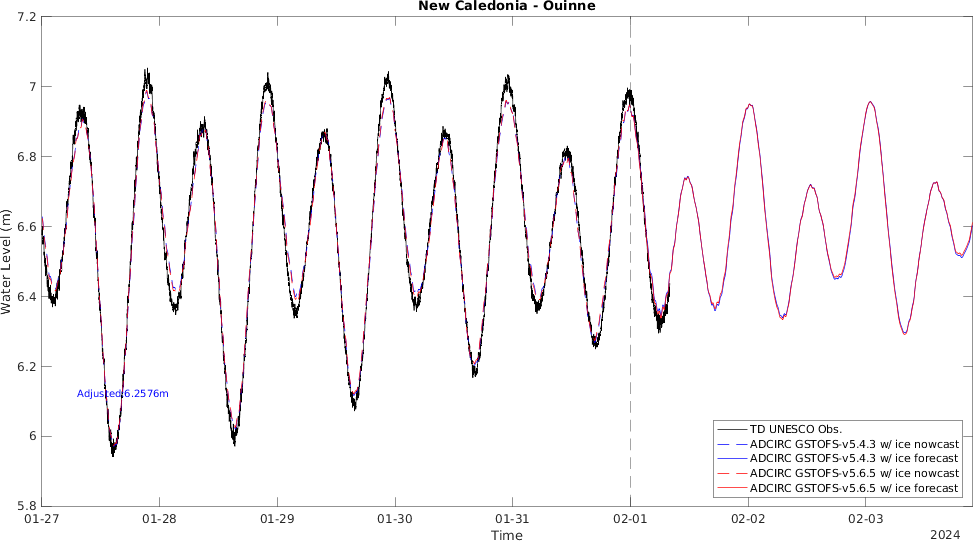 New Caledonia - Ouinne
7.2
7
6.8
6.6
6.4
6.2
6
5.8
Water Level (m)
Adjusted:6.2576m
TD UNESCO Obs.
ADCIRC GSTOFS-v5.4.3 w/ ice nowcast
ADCIRC GSTOFS-v5.4.3 w/ ice forecast
ADCIRC GSTOFS-v5.6.5 w/ ice nowcast
ADCIRC GSTOFS-v5.6.5 w/ ice forecast
01-27 01-28 01-29 01-30 01-31 02-01 02-02 02-03
Time
2024